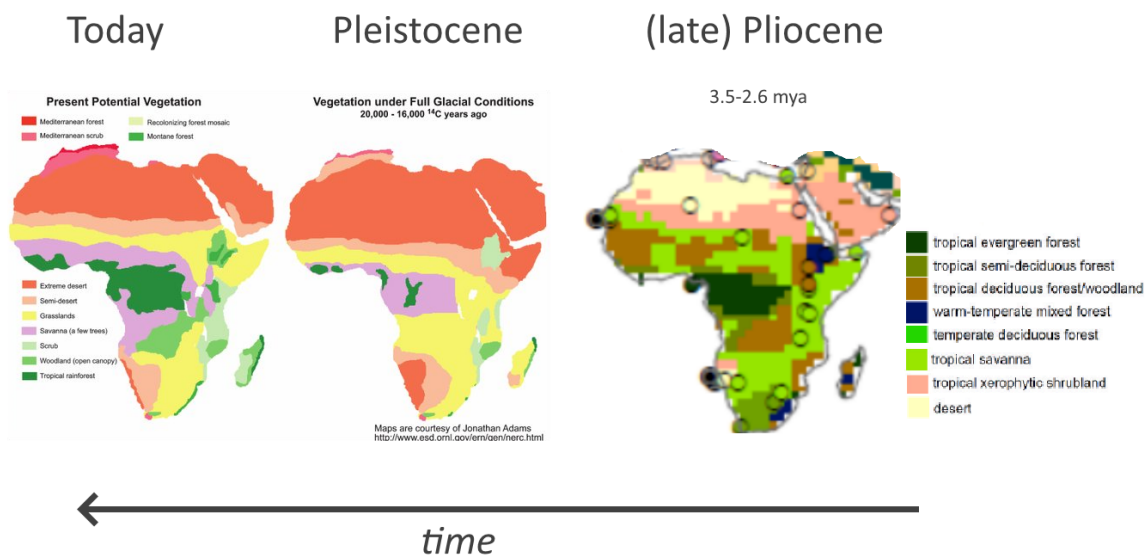 Today
Pleistocene
(late) Pliocene
Present Potential Vegetation
Mediterranean forest
Mediterranean scrub
Recolonizing forest mosaic
Montane forest
Extreme desert
Semi-desert
Grasslands
Savanna (a few trees)
Scrub
Woodland (open canopy)
Tropical rainforest
Vegetation under Full Glacial Conditions
20,000 - 16,000 ¹⁴C years ago
Maps are courtesy of Jonathan Adams
http://www.esd.ornl.gov/ern/gen/nerc.html
3.5-2.6 mya
tropical evergreen forest
tropical semi-deciduous forest
tropical deciduous forest/woodland
warm-temperate mixed forest
temperate deciduous forest
tropical savanna
tropical xerophytic shrubland
desert
time